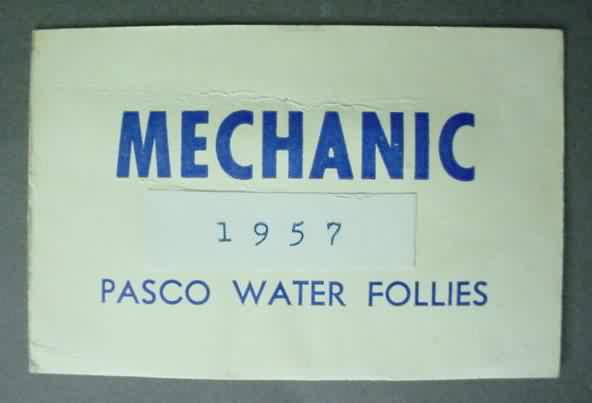 MECHANIC
1957
PASCO WATER FOLLIES